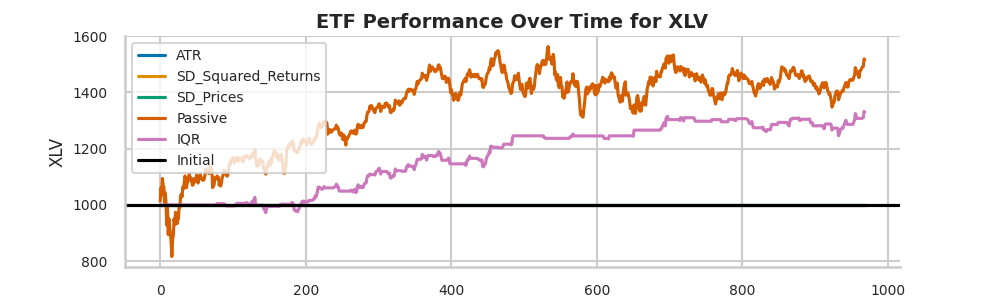 ETF Performance Over Time for XLV
1600
1400
1200
1000
800
XLV
ATR
SD_Squared_Returns
SD_Prices
Passive
IQR
Initial
0
200
400
600
800
1000